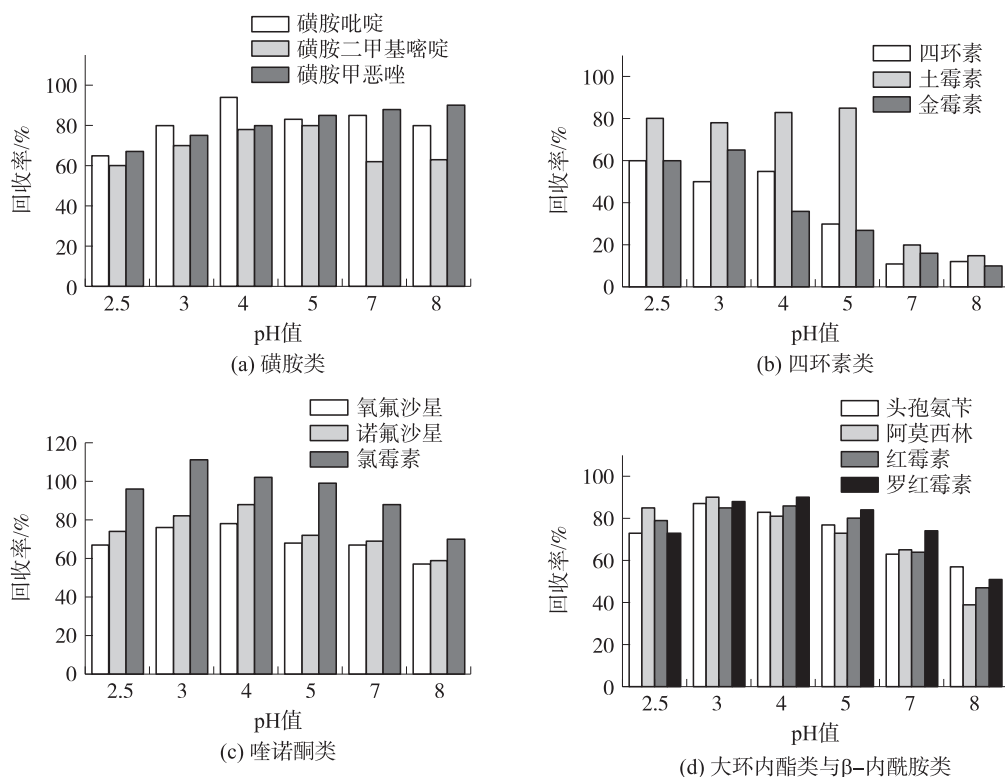 磺胺吡啶
磺胺二甲基嘧啶
磺胺甲恶唑
100
80
60
40
20
0
回收率/%
2.5 3 4 5 7 8
pH值
(a) 磺胺类
四环素
土霉素
金霉素
100
80
60
40
20
0
回收率/%
2.5 3 4 5 7 8
pH值
(b) 四环素类
氧氟沙星
诺氟沙星
氯霉素
120
100
80
60
40
20
0
回收率/%
2.5 3 4 5 7 8
pH值
(c) 喹诺酮类
头孢氨苄
阿莫西林
红霉素
罗红霉素
100
80
60
40
20
0
回收率/%
2.5 3 4 5 7 8
pH值
(d) 大环内酯类与β-内酰胺类